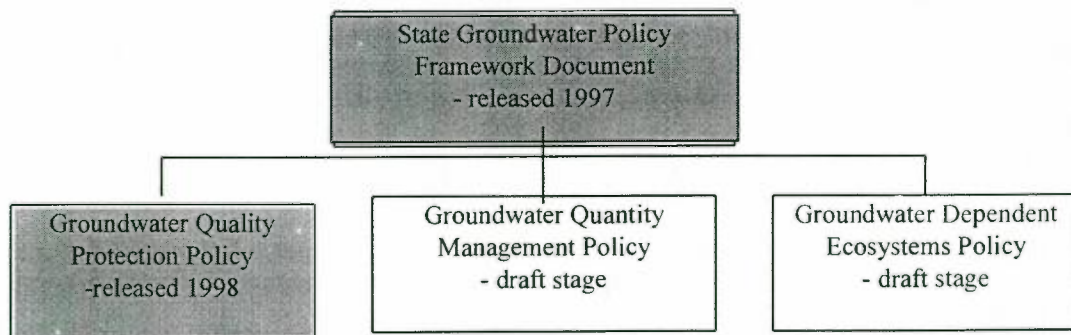 State Groundwater Policy
Framework Document
- released 1997
Groundwater Quality
Protection Policy
-released 1998
Groundwater Quantity
Management Policy
- draft stage
Groundwater Dependent
Ecosystems Policy
- draft stage